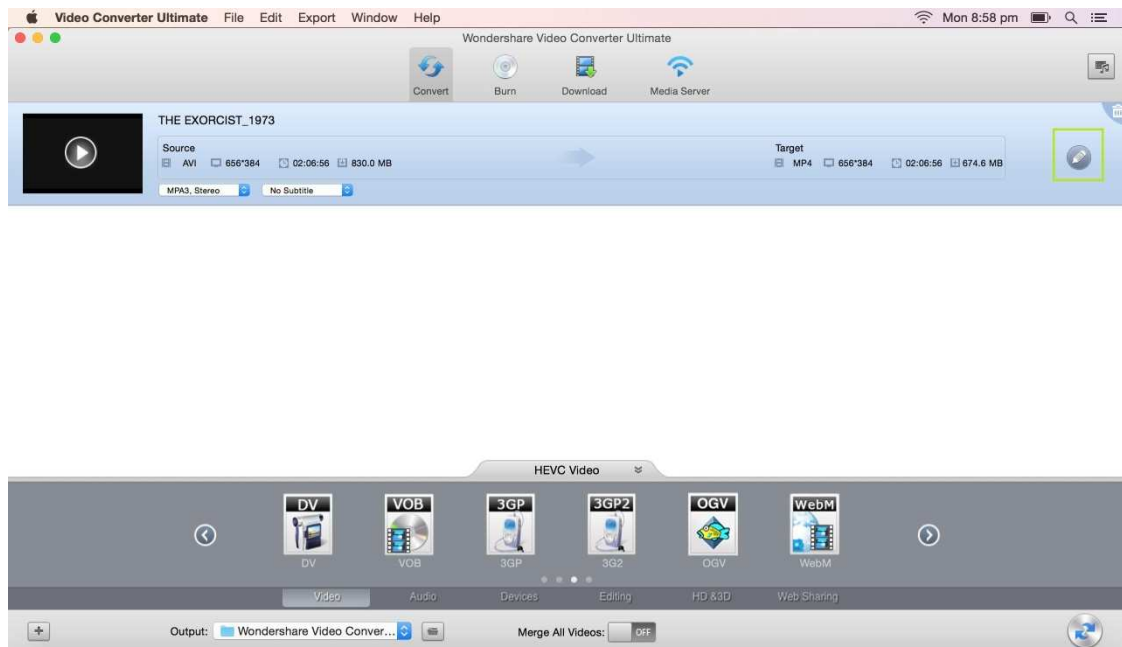 Video Converter Ultimate File Edit Export Window Help Mon 8:58 pm
Wondershare Video Converter Ultimate
Convert Burn Download Media Server
THE EXORCIST_1973
Source Target
AVI 656*384 02:06:56 830.0 MB MP4 656*384 02:06:56 674.6 MB
MPA3, Stereo No Subtitle
HEVC Video
DV VOB 3GP 3GP2 OGV WebM
DV VOB 3GP 3G2 OGV WebM
Video Audio Devices Editing HD &3D Web Sharing
Output: Wondershare Video Conver... Merge All Videos: OFF